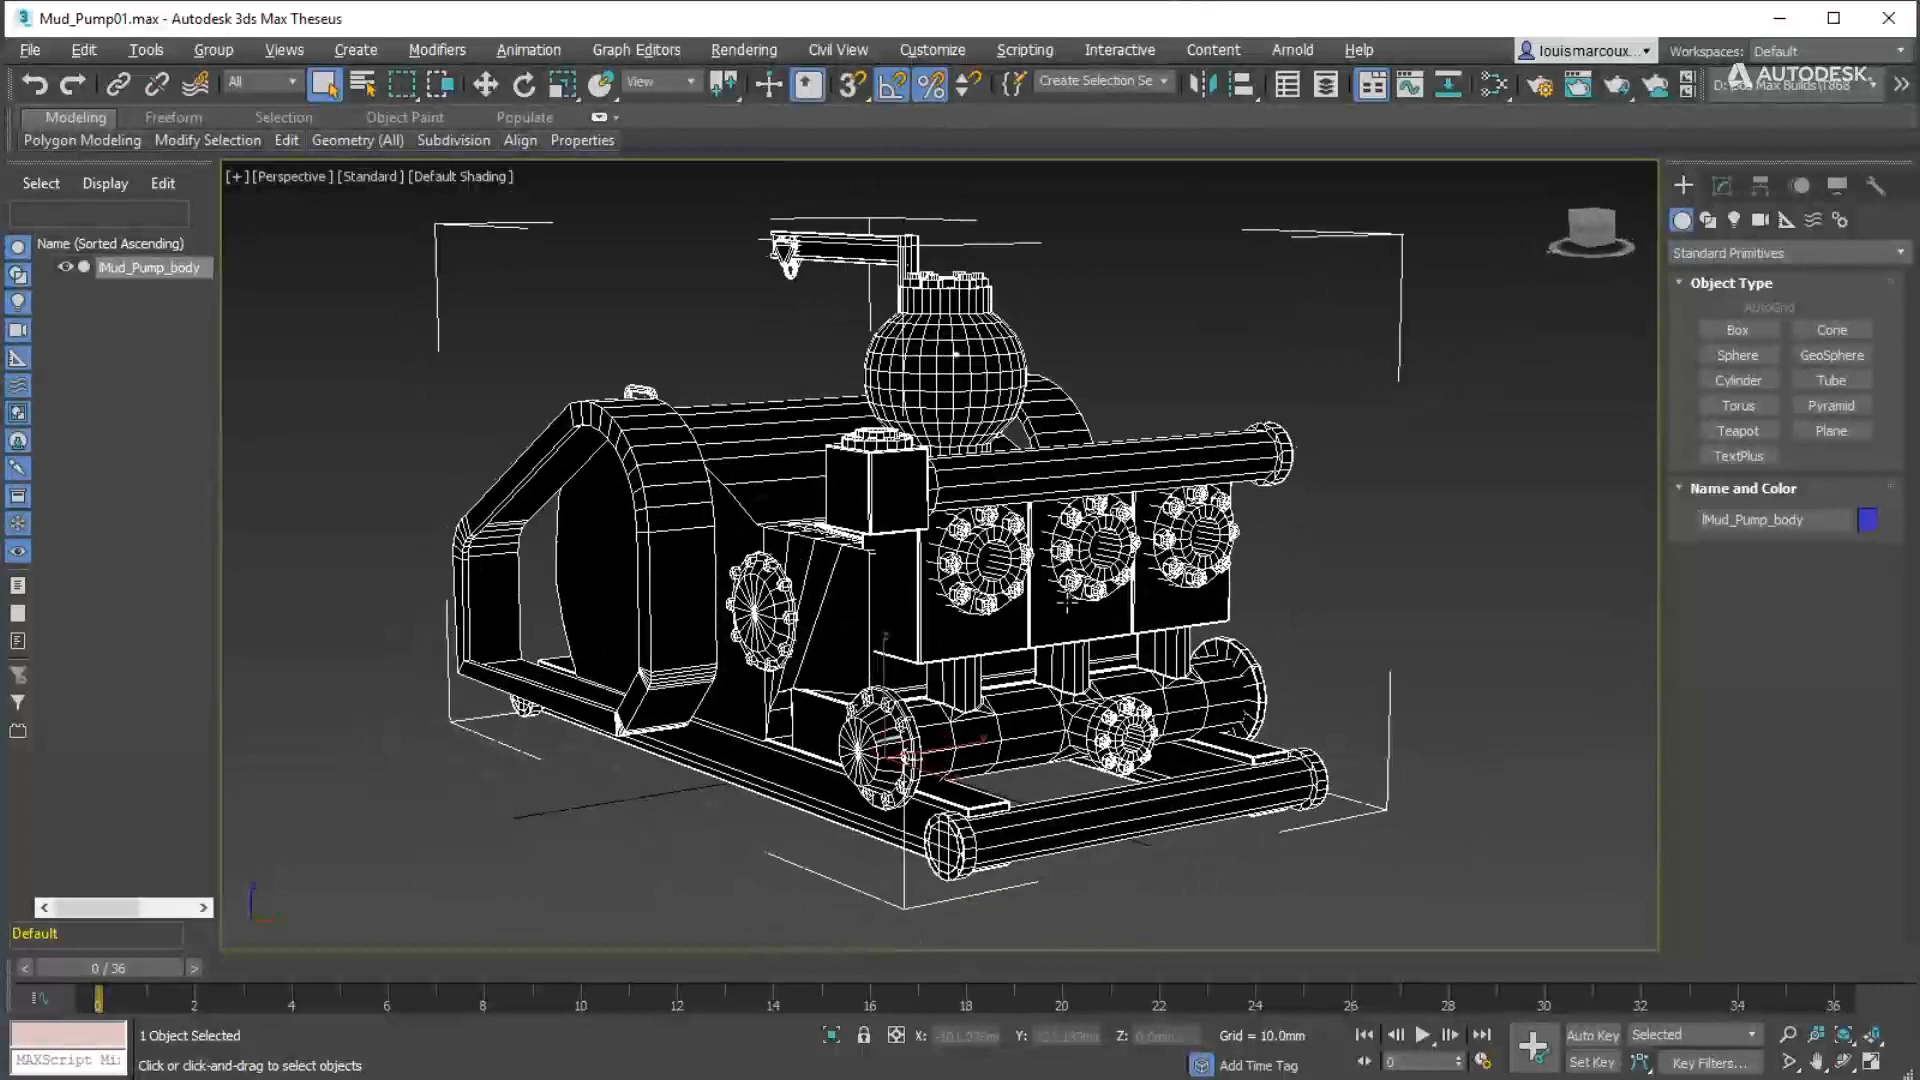 Mud_Pump01.max - Autodesk 3ds Max Theseus
File Edit Tools Group Views Create Modifiers Animation Graph Editors Rendering Civil View Customize Scripting Interactive Content Arnold Help
louismarcoux... Workspaces: Default
All View Create Selection Se
AUTODESK
Modeling Freeform Selection Object Paint Populate
Polygon Modeling Modify Selection Edit Geometry (All) Subdivision Align Properties
Select Display Edit
[+] [Perspective ] [Standard ] [Default Shading ]
Name (Sorted Ascending)
Mud_Pump_body
Standard Primitives
Object Type
AutoGrid
Box Cone
Sphere GeoSphere
Cylinder Tube
Torus Pyramid
Teapot Plane
TextPlus
Name and Color
Mud_Pump_body
Default
< 0 / 36 >
0 2 4 6 8 10 12 14 16 18 20 22 24 26 28 30 32 34 36
1 Object Selected
X: Y: Z: 0.0mm Grid = 10.0mm
Auto Key Selected
MAXScript Mi
Click or click-and-drag to select objects
Add Time Tag
0
Set Key Key Filters...